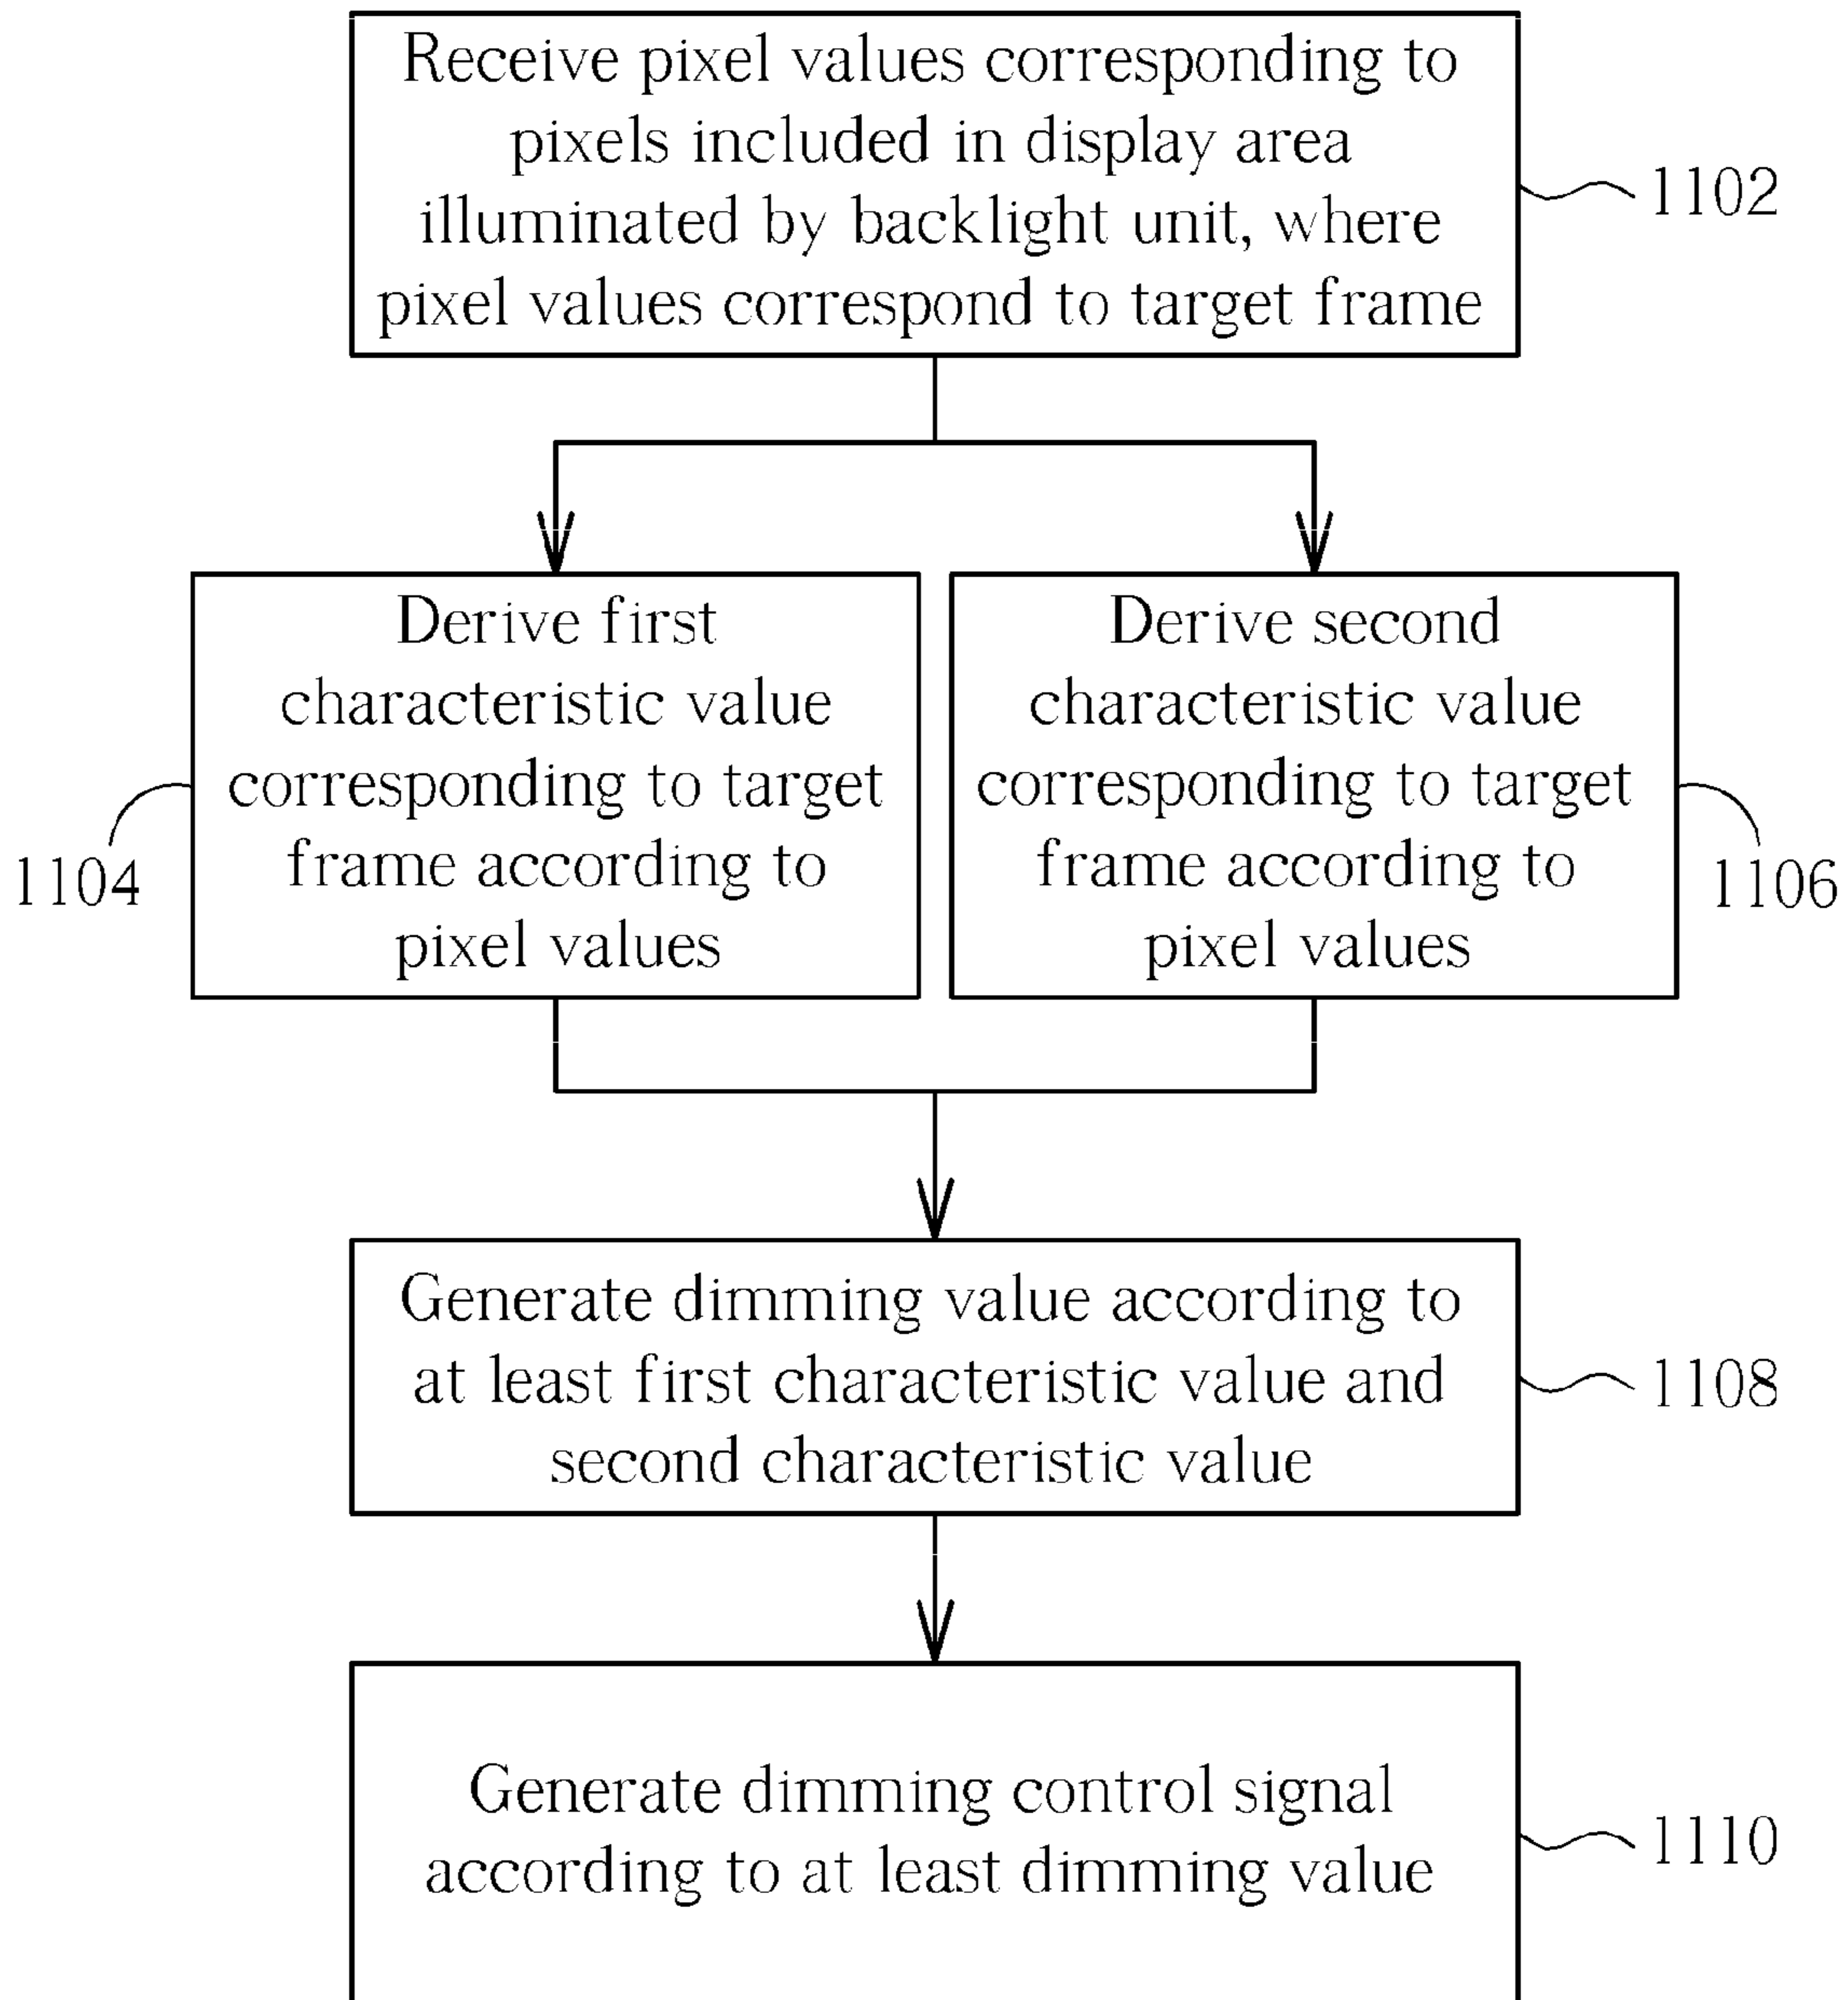 Receive pixel values corresponding to
pixels included in display area
illuminated by backlight unit, where
pixel values correspond to target frame
1102
Derive first
characteristic value
corresponding to target
frame according to
pixel values
1104
Derive second
characteristic value
corresponding to target
frame according to
pixel values
1106
Generate dimming value according to
at least first characteristic value and
second characteristic value
1108
Generate dimming control signal
according to at least dimming value
1110